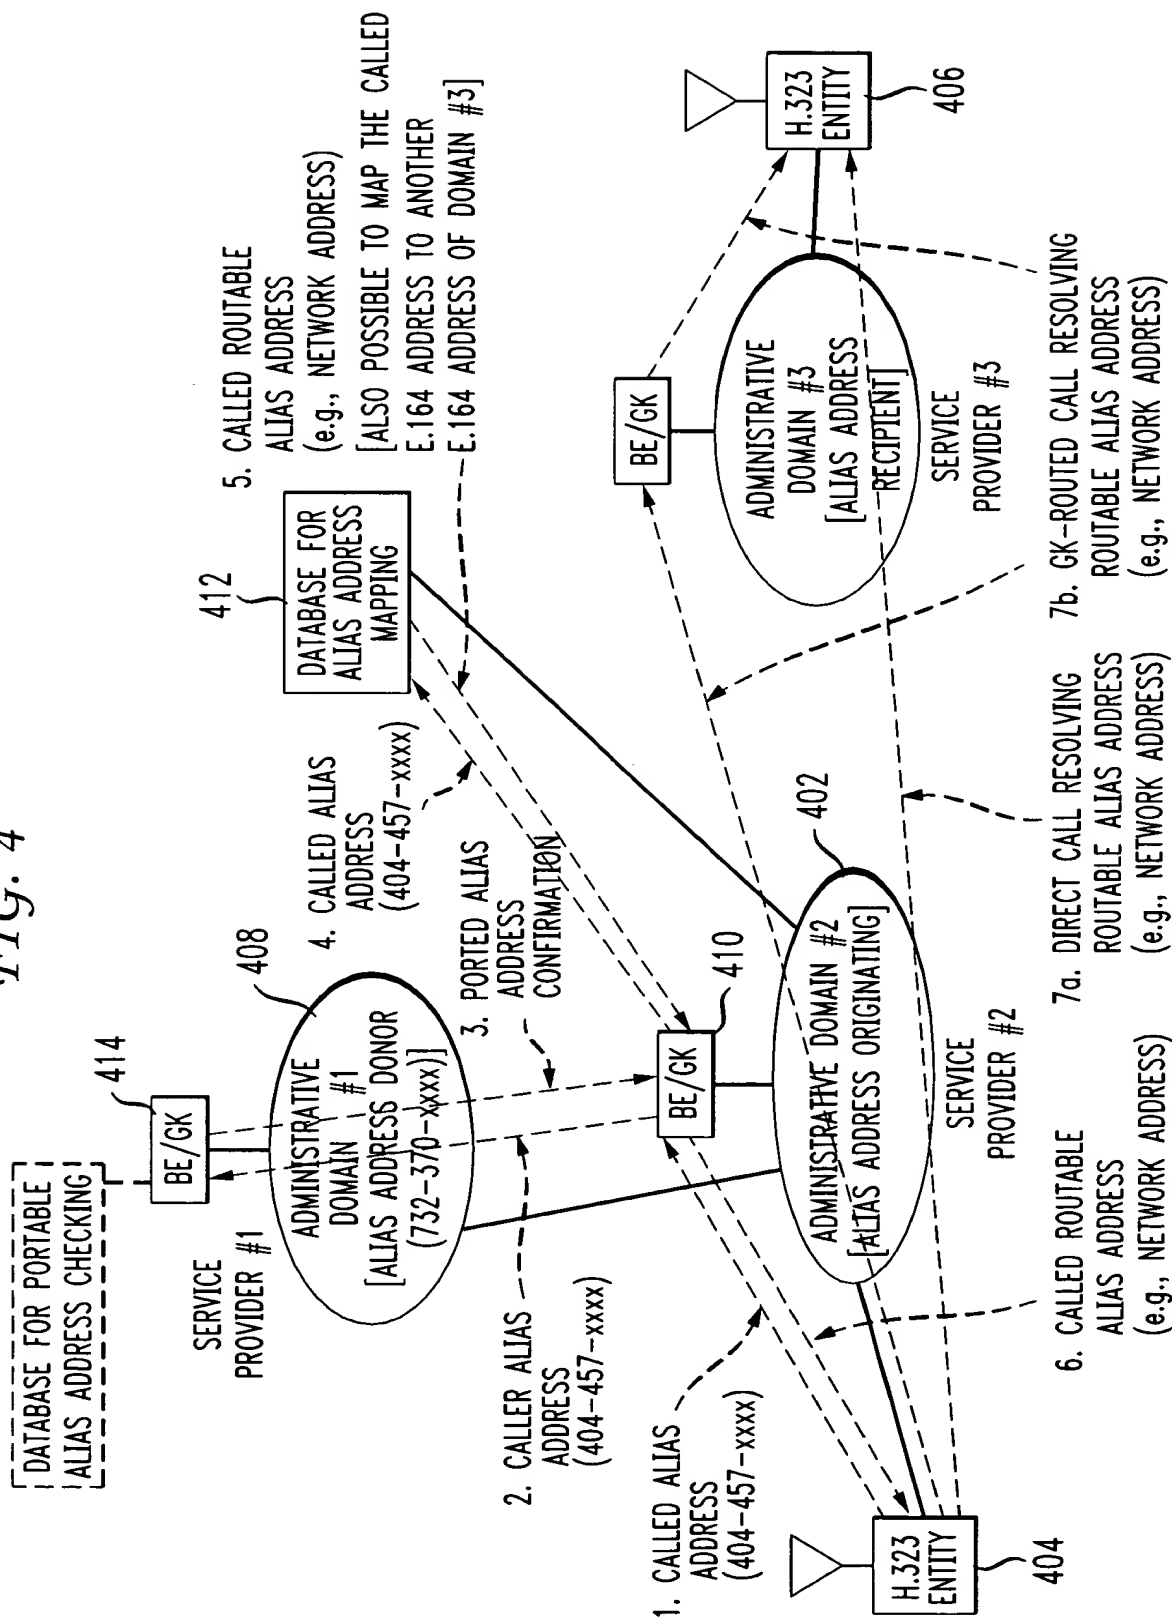 FIG. 4
DATABASE FOR PORTABLE
ALIAS ADDRESS CHECKING
414
BE/GK
SERVICE
PROVIDER #1
408
ADMINISTRATIVE
DOMAIN #1
[ALIAS ADDRESS DONOR
(732-370-xxxx)]
412
DATABASE FOR
ALIAS ADDRESS
MAPPING
5. CALLED ROUTABLE
ALIAS ADDRESS
(e.g., NETWORK ADDRESS)
[ALSO POSSIBLE TO MAP THE CALLED
E.164 ADDRESS TO ANOTHER
E.164 ADDRESS OF DOMAIN #3]
4. CALLED ALIAS
ADDRESS
(404-457-xxxx)
3. PORTED ALIAS
ADDRESS
CONFIRMATION
2. CALLER ALIAS
ADDRESS
(404-457-xxxx)
1. CALLED ALIAS
ADDRESS
(404-457-xxxx)
BE/GK
410
ADMINISTRATIVE DOMAIN #2
[ALIAS ADDRESS ORIGINATING]
402
SERVICE
PROVIDER #2
BE/GK
ADMINISTRATIVE
DOMAIN #3
[ALIAS ADDRESS
RECIPIENT]
SERVICE
PROVIDER #3
H.323
ENTITY
406
H.323
ENTITY
404
6. CALLED ROUTABLE
ALIAS ADDRESS
(e.g., NETWORK ADDRESS)
7a. DIRECT CALL RESOLVING
ROUTABLE ALIAS ADDRESS
(e.g., NETWORK ADDRESS)
7b. GK-ROUTED CALL RESOLVING
ROUTABLE ALIAS ADDRESS
(e.g., NETWORK ADDRESS)